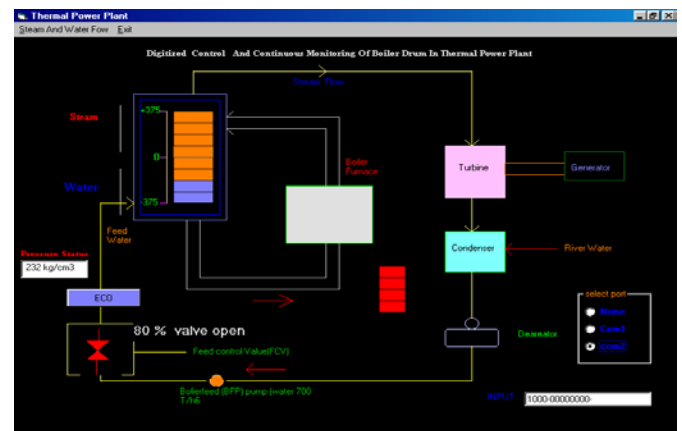 Thermal Power Plant
Steam And Water Fow Exit
Digitized Control And Continuous Monitoring Of Boiler Drum In Thermal Power Plant
Steam Flow
+375
Steam
0
Boiler
Furnace
Turbine
Generator
Water
-375
Feed
Water
Condenser
River Water
Pressure Status
232 kg/cm3
ECO
select port
None
Com1
com2
80 % valve open
Deareator
Feed control Value(FCV)
Boilerfeed (BFP) pump (water 700
T/h6
INPUT
1000-00000000-